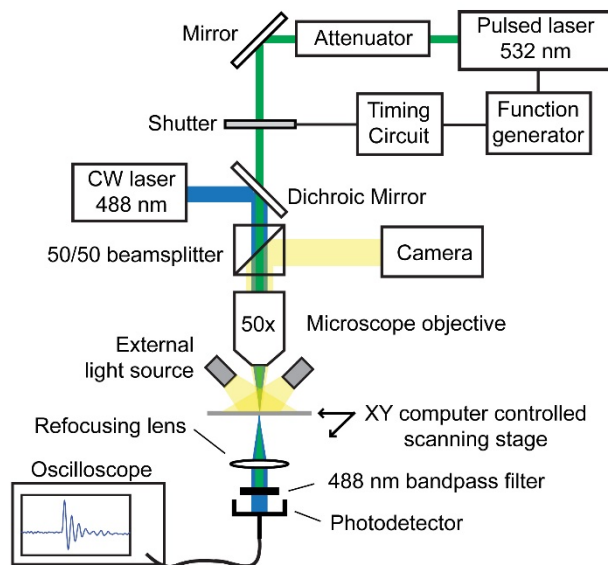 Mirror
Attenuator
Pulsed laser
532 nm
Shutter
Timing
Circuit
Function
generator
CW laser
488 nm
Dichroic Mirror
50/50 beamsplitter
Camera
50x
Microscope objective
External
light source
XY computer controlled
scanning stage
Refocusing lens
Oscilloscope
488 nm bandpass filter
Photodetector